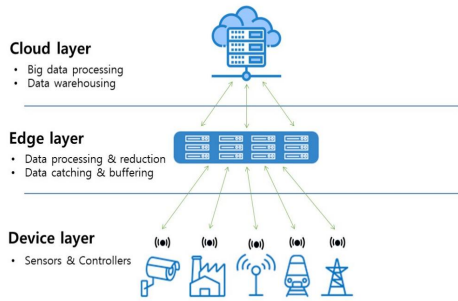 Cloud layer
• Big data processing
• Data warehousing
Edge layer
• Data processing & reduction
• Data catching & buffering
Device layer
• Sensors & Controllers